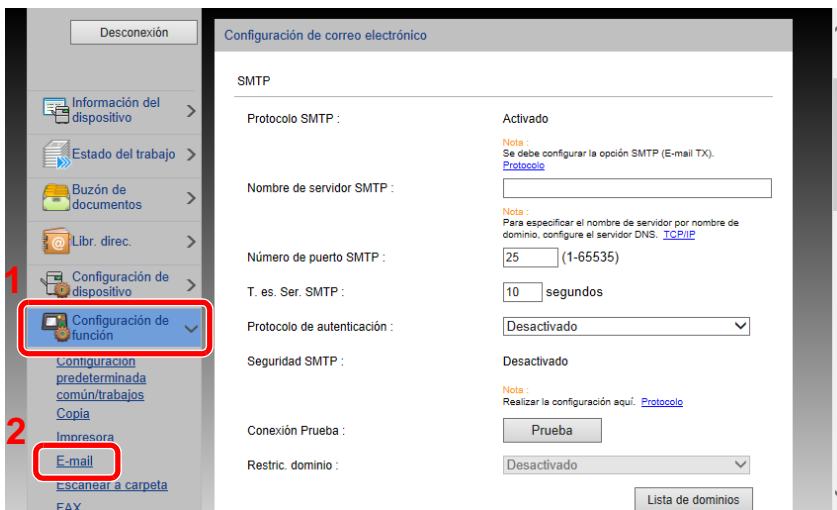 Desconexión
Información del
dispositivo
Estado del trabajo
Buzón de
documentos
Libr. direc.
1
Configuración de
dispositivo
Configuración de
función
Configuración
predeterminada
común/trabajos
Copia
Impresora
2
E-mail
Escanear a carpeta
FAX
Configuración de correo electrónico
SMTP
Protocolo SMTP : Activado
Nota :
Se debe configurar la opción SMTP (E-mail TX).
Protocolo
Nombre de servidor SMTP :
Nota :
Para especificar el nombre de servidor por nombre de
dominio, configure el servidor DNS. TCP/IP
Número de puerto SMTP : 25 (1-65535)
T. es. Ser. SMTP : 10 segundos
Protocolo de autenticación : Desactivado
Seguridad SMTP : Desactivado
Nota :
Realizar la configuración aquí. Protocolo
Conexión Prueba : Prueba
Restric. dominio : Desactivado
Lista de dominios